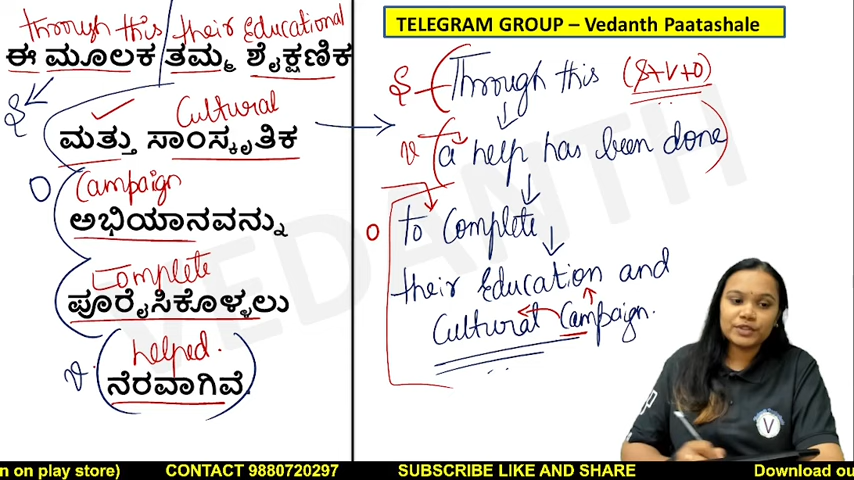 TELEGRAM GROUP – Vedanth Paatashale
through this their Educational
ಈ ಮೂಲಕ ತಮ್ಮ ಶೈಕ್ಷಣಿಕ
S
Cultural
ಮತ್ತು ಸಾಂಸ್ಕೃತಿಕ
O Campaign
ಅಭಿಯಾನವನ್ನು
Complete
ಪೂರೈಸಿಕೊಳ್ಳಲು
helped.
V. (ನೆರವಾಗಿವೆ.)
S (Through this (S+V+O)
V (a help has been done)
O to Complete
their Education and
Cultural Campaign.
VEDANTH
V
n on play store) CONTACT 9880720297 SUBSCRIBE LIKE AND SHARE Download ou